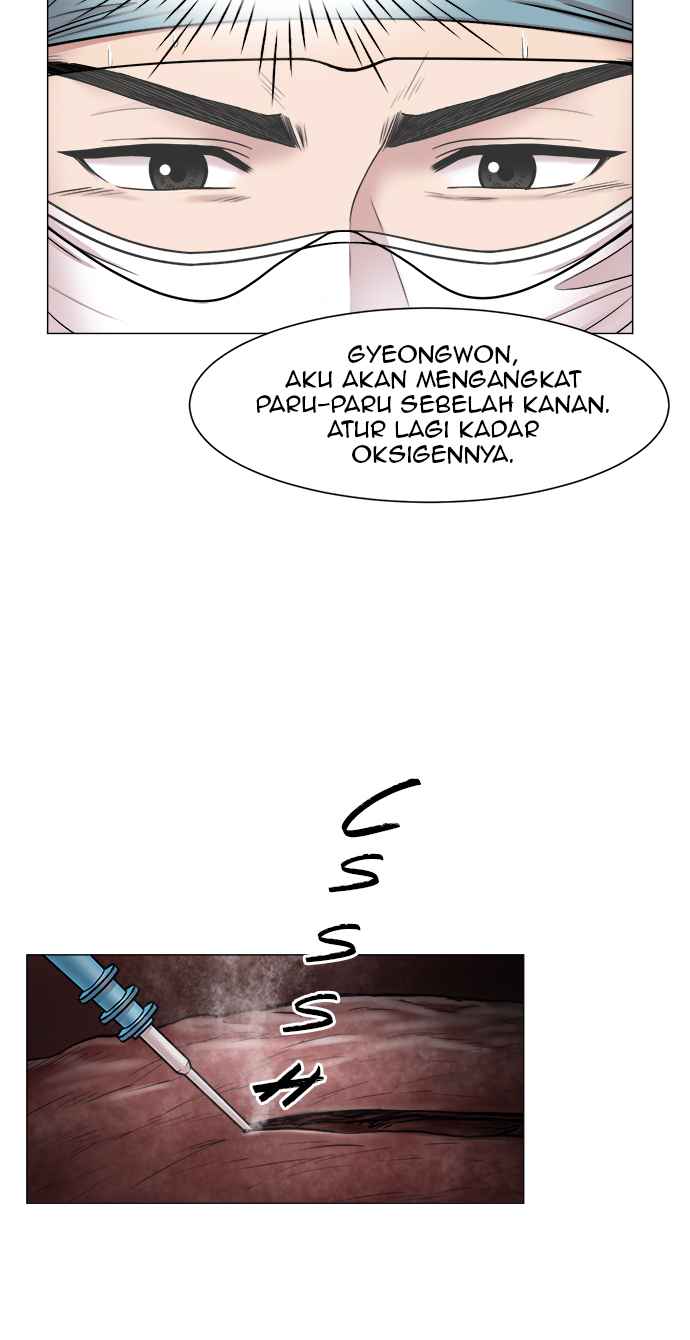 GYEONGWON,
AKU AKAN MENGANGKAT
PARU-PARU SEBELAH KANAN.
ATUR LAGI KADAR
OKSIGENNYA.
CSSSH